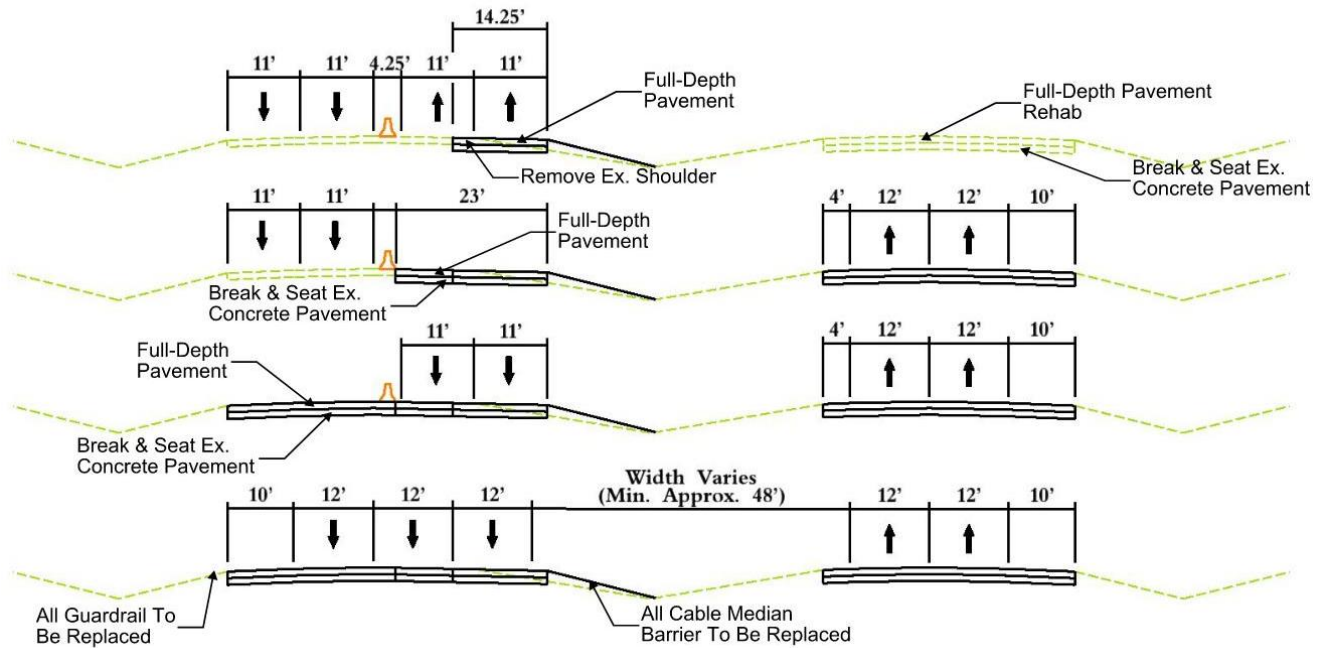 14.25’
11’ 11’ 4.25’ 11’ 11’
Full-Depth
Pavement
Remove Ex. Shoulder
Full-Depth Pavement
Rehab
Break & Seat Ex.
Concrete Pavement
11’ 11’ 23’
Full-Depth
Pavement
Break & Seat Ex.
Concrete Pavement
4’ 12’ 12’ 10’
11’ 11’
Full-Depth
Pavement
Break & Seat Ex.
Concrete Pavement
4’ 12’ 12’ 10’
10’ 12’ 12’ 12’
Width Varies
(Min. Approx. 48’)
12’ 12’ 10’
All Guardrail To
Be Replaced
All Cable Median
Barrier To Be Replaced